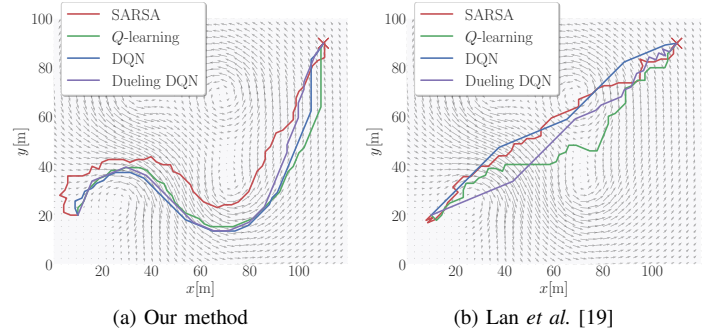 SARSA
Q-learning
DQN
Dueling DQN
y[m]
100
80
60
40
20
0
20 40 60 80 100
x[m]
(a) Our method
SARSA
Q-learning
DQN
Dueling DQN
y[m]
100
80
60
40
20
0
20 40 60 80 100
x[m]
(b) Lan et al. [19]